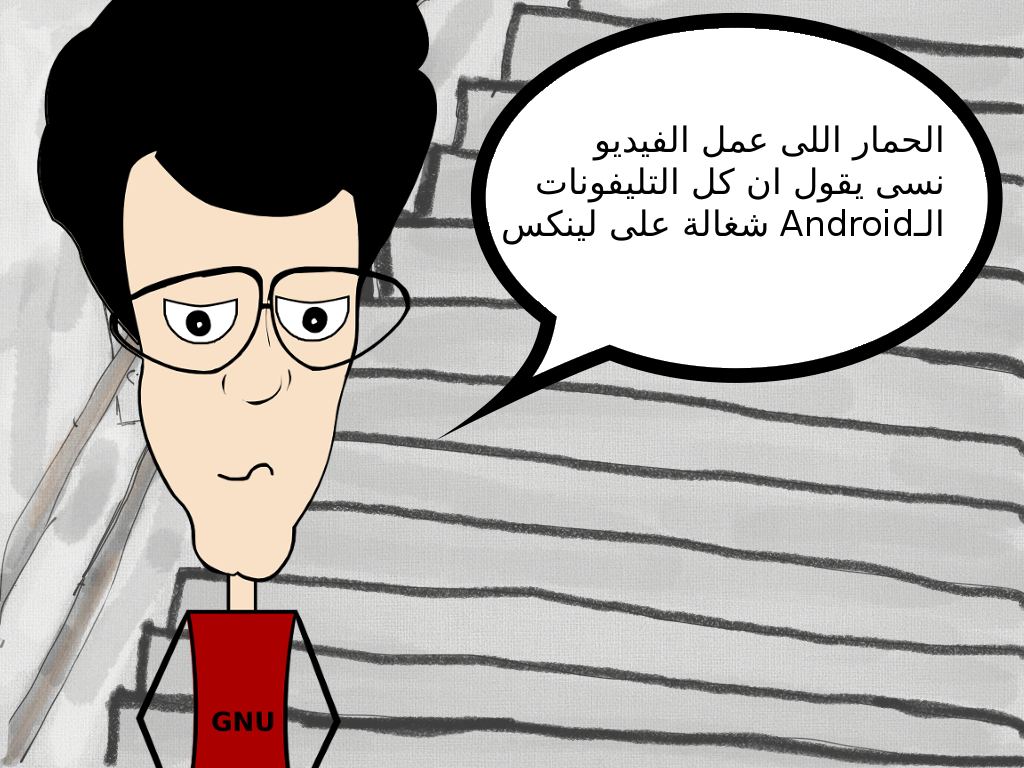 الحمار اللى عمل الفيديو
نسى يقول ان كل التليفونات
الـAndroid شغالة على لينكس
GNU